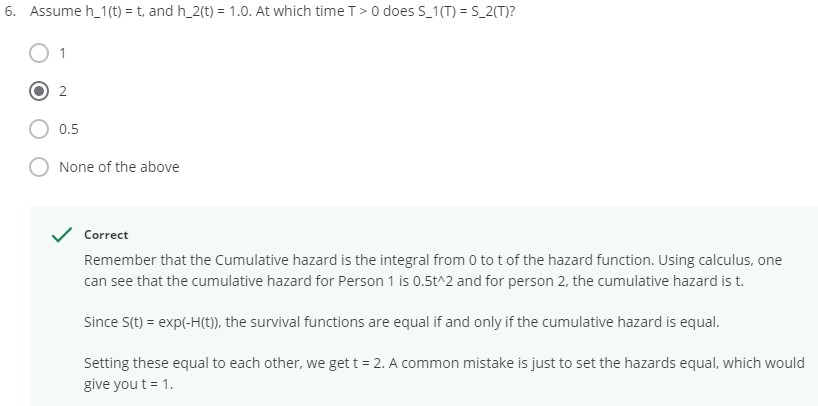 6. Assume h_1(t) = t, and h_2(t) = 1.0. At which time T > 0 does S_1(T) = S_2(T)?
1
2
0.5
None of the above
Correct
Remember that the Cumulative hazard is the integral from 0 to t of the hazard function. Using calculus, one
can see that the cumulative hazard for Person 1 is 0.5t^2 and for person 2, the cumulative hazard is t.
Since S(t) = exp(-H(t)), the survival functions are equal if and only if the cumulative hazard is equal.
Setting these equal to each other, we get t = 2. A common mistake is just to set the hazards equal, which would
give you t = 1.